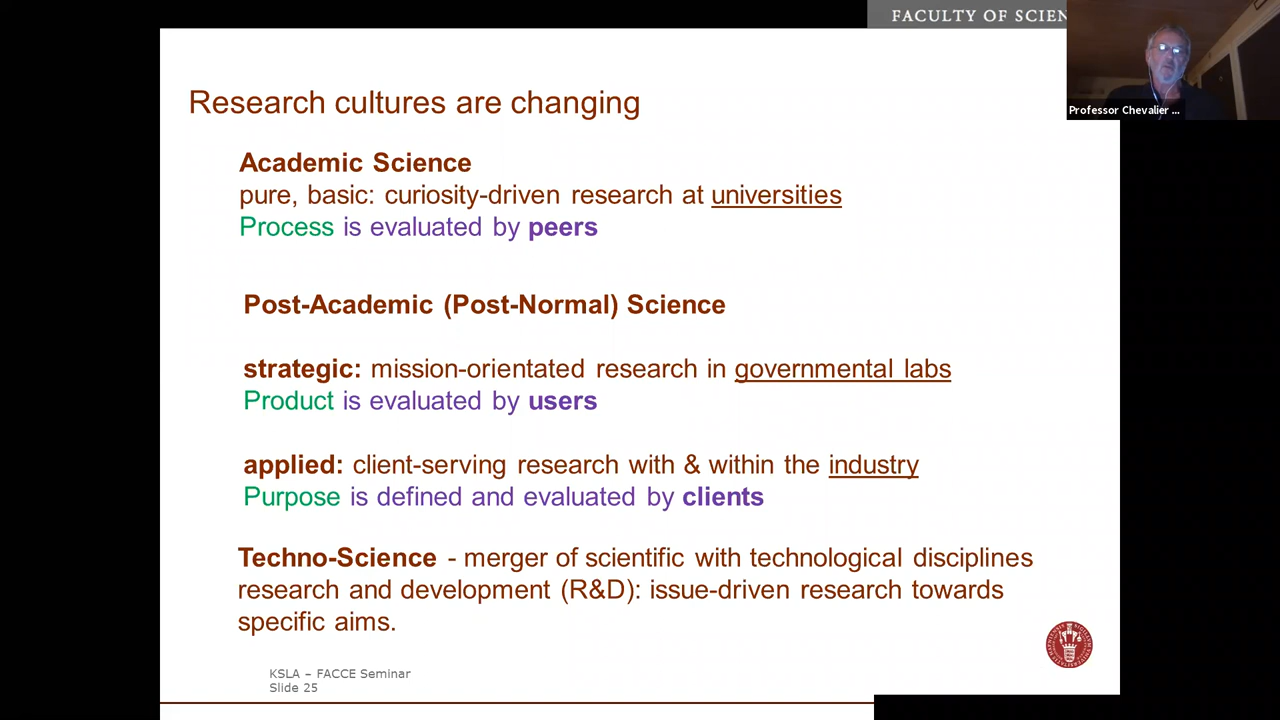 FACULTY OF SCIEN
Professor Chevalier ...
Research cultures are changing
Academic Science
pure, basic: curiosity-driven research at universities
Process is evaluated by peers
Post-Academic (Post-Normal) Science
strategic: mission-orientated research in governmental labs
Product is evaluated by users
applied: client-serving research with & within the industry
Purpose is defined and evaluated by clients
Techno-Science - merger of scientific with technological disciplines
research and development (R&D): issue-driven research towards
specific aims.
KSLA – FACCE Seminar
Slide 25